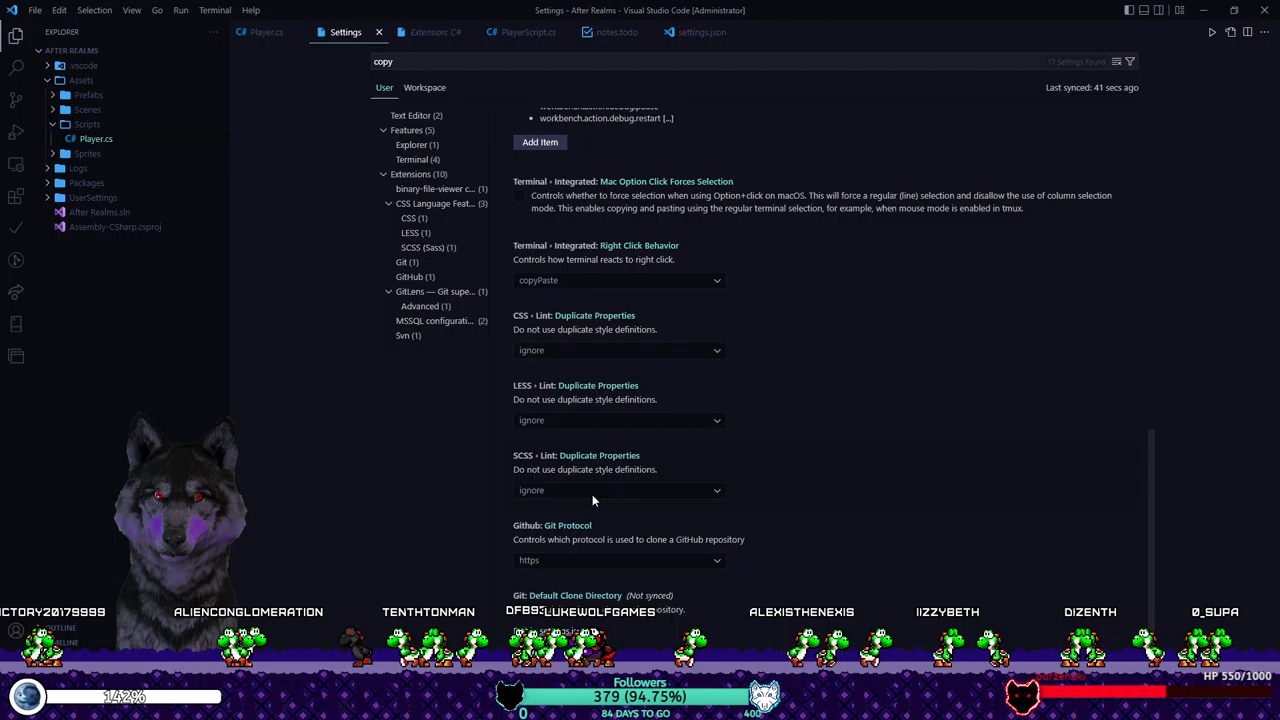 File Edit Selection View Go Run Terminal Help
Settings - After Realms - Visual Studio Code [Administrator]
EXPLORER
Player.cs
Settings
Extension: C#
PlayerScript.cs
notes.todo
settings.json
AFTER REALMS
.vscode
Assets
Prefabs
Scenes
Scripts
Player.cs
Sprites
Logs
Packages
UserSettings
After Realms.sln
Assembly-CSharp.csproj
copy
17 Settings Found
User
Workspace
Last synced: 41 secs ago
Text Editor (2)
Features (5)
Explorer (1)
Terminal (4)
Extensions (10)
binary-file-viewer c... (1)
CSS Language Feat... (3)
CSS (1)
LESS (1)
SCSS (Sass) (1)
Git (1)
GitHub (1)
GitLens — Git supe... (1)
Advanced (1)
MSSQL configurati... (2)
Svn (1)
workbench.action.debug.pause
workbench.action.debug.restart [...]
Add Item
Terminal › Integrated: Mac Option Click Forces Selection
Controls whether to force selection when using Option+click on macOS. This will force a regular (line) selection and disallow the use of column selection
mode. This enables copying and pasting using the regular terminal selection, for example, when mouse mode is enabled in tmux.
Terminal › Integrated: Right Click Behavior
Controls how terminal reacts to right click.
copyPaste
CSS › Lint: Duplicate Properties
Do not use duplicate style definitions.
ignore
LESS › Lint: Duplicate Properties
Do not use duplicate style definitions.
ignore
SCSS › Lint: Duplicate Properties
Do not use duplicate style definitions.
ignore
Github: Git Protocol
Controls which protocol is used to clone a GitHub repository
https
Git: Default Clone Directory (Not synced)
ICTORY20179999
ALIENCONGLOMERATION
TENTHTONMAN
LUKEWOLFGAMES
ALEXISTHENEXIS
IIZZYBETH
DIZENTH
0_SUPA
OUTLINE
TIMELINE
142%
Followers
379 (94.75%)
0
84 DAYS TO GO
400
HP 550/1000